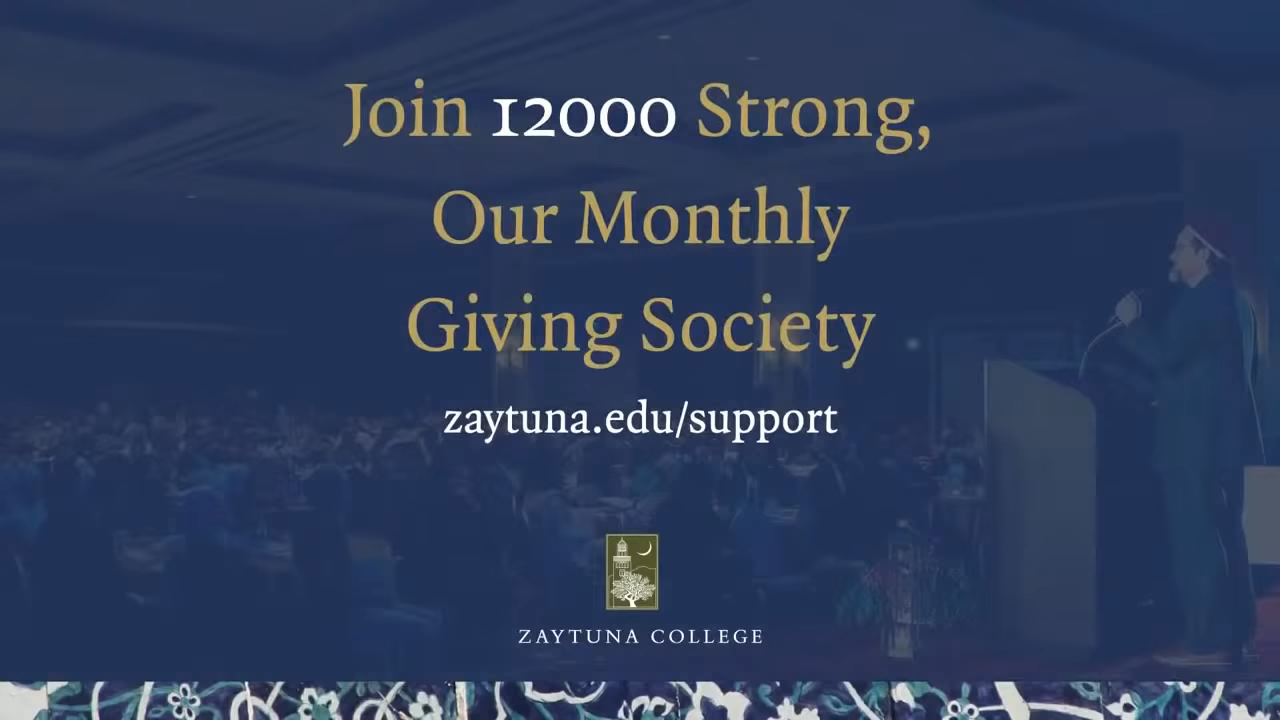 Join 12000 Strong,
Our Monthly
Giving Society
zaytuna.edu/support
ZAYTUNA COLLEGE